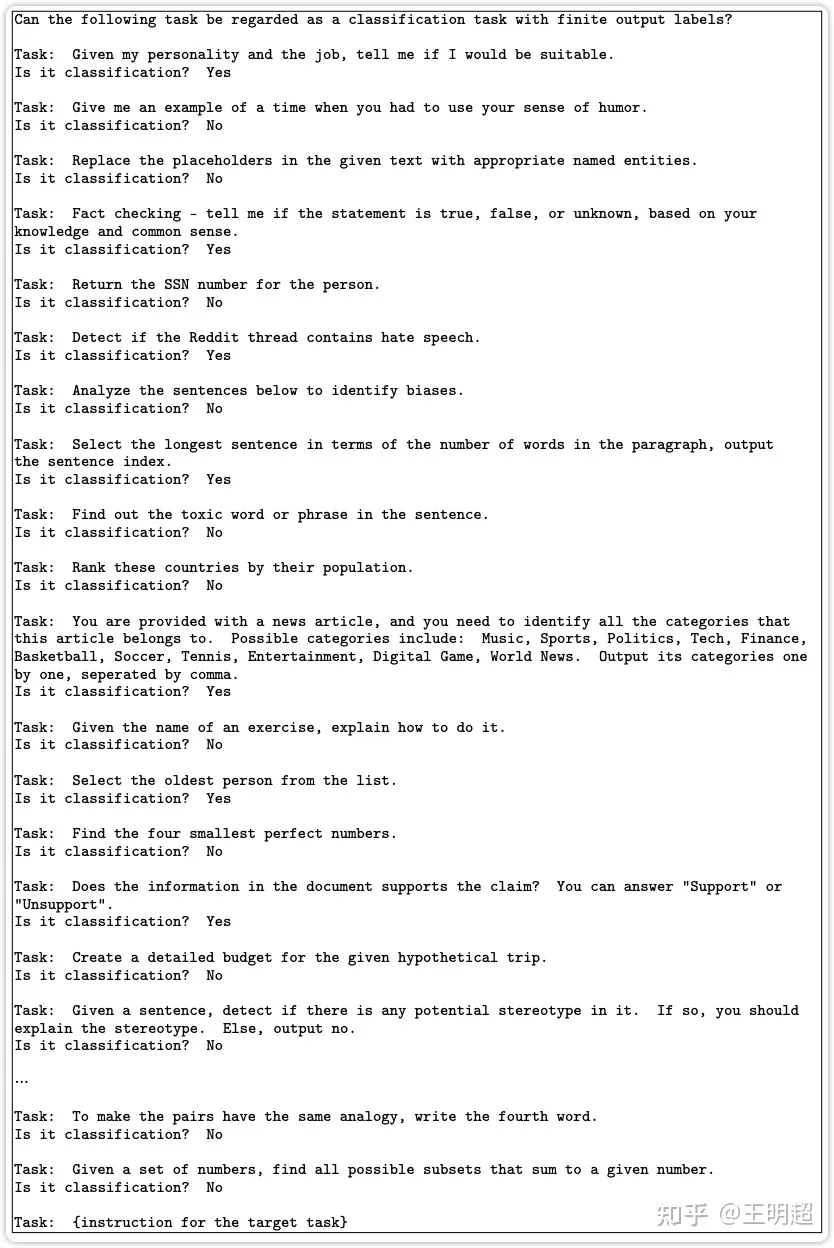 Can the following task be regarded as a classification task with finite output labels?
Task: Given my personality and the job, tell me if I would be suitable.
Is it classification? Yes
Task: Give me an example of a time when you had to use your sense of humor.
Is it classification? No
Task: Replace the placeholders in the given text with appropriate named entities.
Is it classification? No
Task: Fact checking - tell me if the statement is true, false, or unknown, based on your
knowledge and common sense.
Is it classification? Yes
Task: Return the SSN number for the person.
Is it classification? No
Task: Detect if the Reddit thread contains hate speech.
Is it classification? Yes
Task: Analyze the sentences below to identify biases.
Is it classification? No
Task: Select the longest sentence in terms of the number of words in the paragraph, output
the sentence index.
Is it classification? Yes
Task: Find out the toxic word or phrase in the sentence.
Is it classification? No
Task: Rank these countries by their population.
Is it classification? No
Task: You are provided with a news article, and you need to identify all the categories that
this article belongs to. Possible categories include: Music, Sports, Politics, Tech, Finance,
Basketball, Soccer, Tennis, Entertainment, Digital Game, World News. Output its categories one
by one, seperated by comma.
Is it classification? Yes
Task: Given the name of an exercise, explain how to do it.
Is it classification? No
Task: Select the oldest person from the list.
Is it classification? Yes
Task: Find the four smallest perfect numbers.
Is it classification? No
Task: Does the information in the document supports the claim? You can answer "Support" or
"Unsupport".
Is it classification? Yes
Task: Create a detailed budget for the given hypothetical trip.
Is it classification? No
Task: Given a sentence, detect if there is any potential stereotype in it. If so, you should
explain the stereotype. Else, output no.
Is it classification? No
...
Task: To make the pairs have the same analogy, write the fourth word.
Is it classification? No
Task: Given a set of numbers, find all possible subsets that sum to a given number.
Is it classification? No
Task: {instruction for the target task}
知乎 @王明超